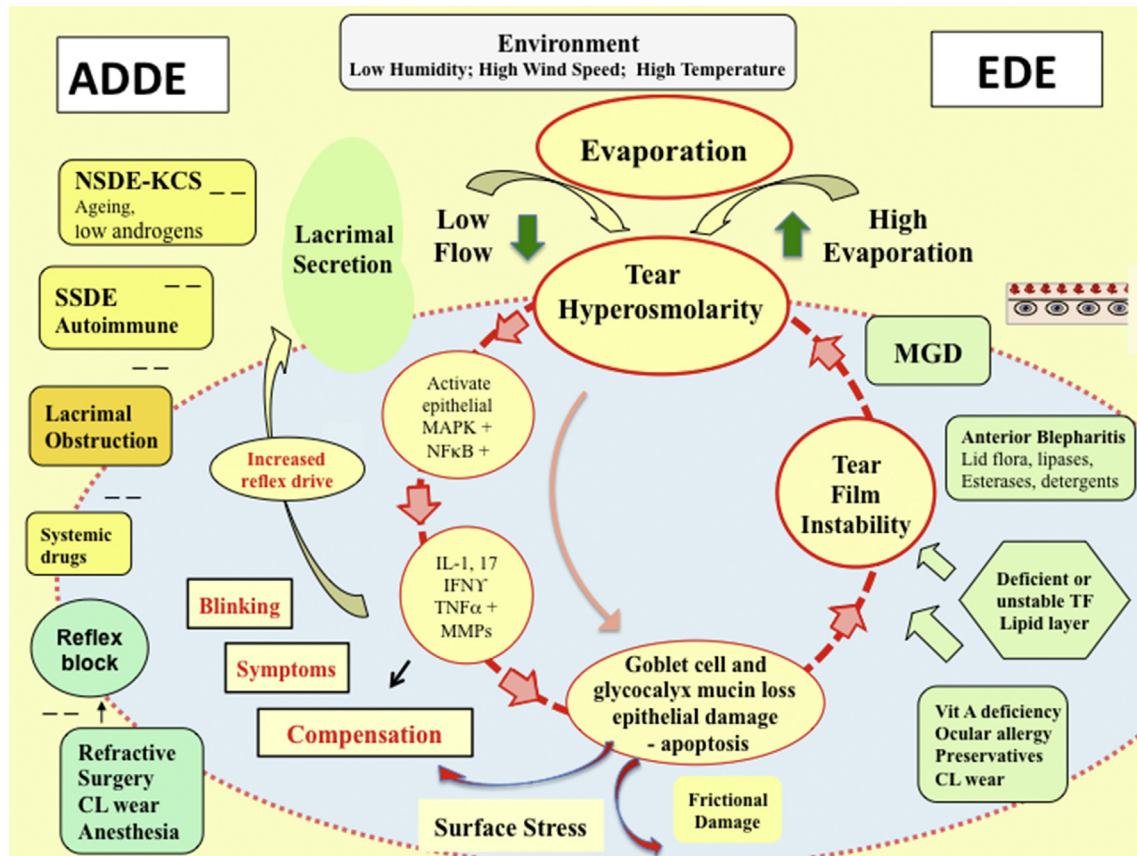 ADDE
Environment
Low Humidity; High Wind Speed; High Temperature
EDE
Evaporation
NSDE-KCS
Ageing,
low androgens
Lacrimal
Secretion
Low
Flow
High
Evaporation
Tear
Hyperosmolarity
SSDE
Autoimmune
MGD
Lacrimal
Obstruction
Activate
epithelial
MAPK +
NFκB +
Increased
reflex drive
Tear
Film
Instability
Anterior Blepharitis
Lid flora, lipases,
Esterases, detergents
Systemic
drugs
IL-1, 17
IFNϒ
TNFα +
MMPs
Deficient or
unstable TF
Lipid layer
Blinking
Reflex
block
Symptoms
Compensation
Goblet cell and
glycocalyx mucin loss
epithelial damage
- apoptosis
Vit A deficiency
Ocular allergy
Preservatives
CL wear
Refractive
Surgery
CL wear
Anesthesia
Surface Stress
Frictional
Damage